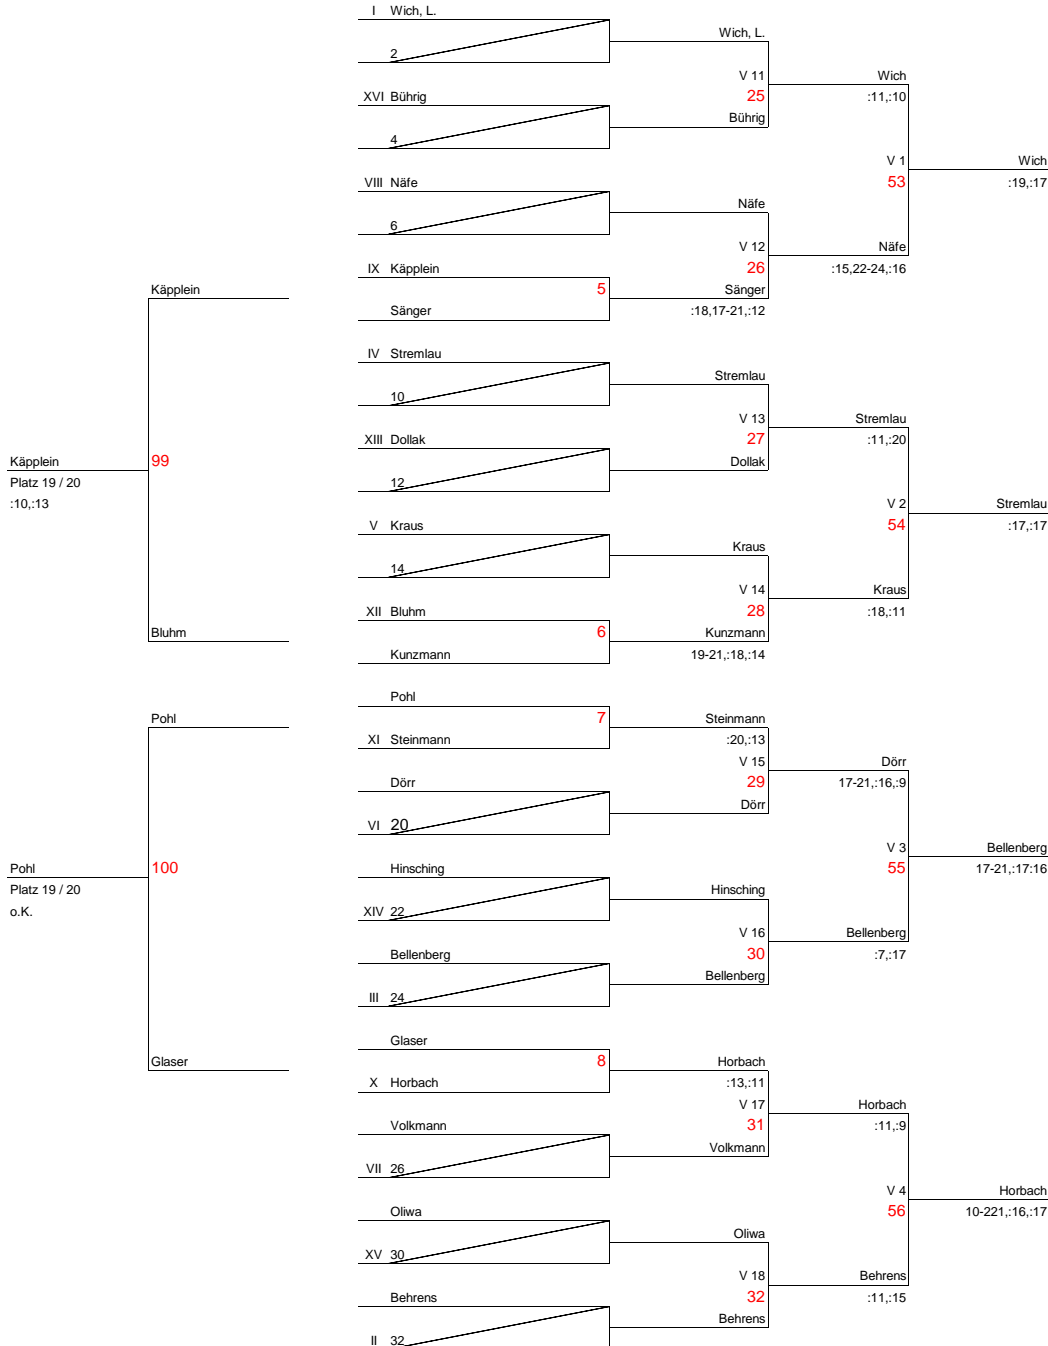 I Wich, L.
Wich, L.
2
V 11 Wich
25 :11,:10
XVI Bührig
Bührig
4
V 1 Wich
53 :19,:17
VIII Näfe
Näfe
6
V 12 Näfe
26 :15,22-24,:16
IX Käpplein
5
Käpplein
Sänger
Sänger
:18,17-21,:12
IV Stremlau
Stremlau
10
V 13 Stremlau
27 :11,:20
XIII Dollak
Käpplein 99 Dollak
Platz 19 / 20
12
:10,:13
V 2 Stremlau
54 :17,:17
V Kraus
Kraus
14
V 14 Kraus
28 :18,:11
XII Bluhm
6
Bluhm
Kunzmann
Kunzmann
19-21,:18,:14
Pohl
7
Pohl
Steinmann
XI Steinmann
:20,:13
V 15 Dörr
29 17-21,:16,:9
Dörr
Dörr
VI 20
V 3 Bellenberg
55 17-21,:17:16
Pohl 100
Hinsching
Platz 19 / 20
Hinsching
o.K.
XIV 22
V 16 Bellenberg
30 :7,:17
Bellenberg
Bellenberg
III 24
Glaser
8
Glaser
Horbach
X Horbach
:13,:11
V 17 Horbach
31 :11,:9
Volkmann
Volkmann
VII 26
V 4 Horbach
56 10-221,:16,:17
Oliwa
Oliwa
XV 30
V 18 Behrens
32 :11,:15
Behrens
Behrens
II 32